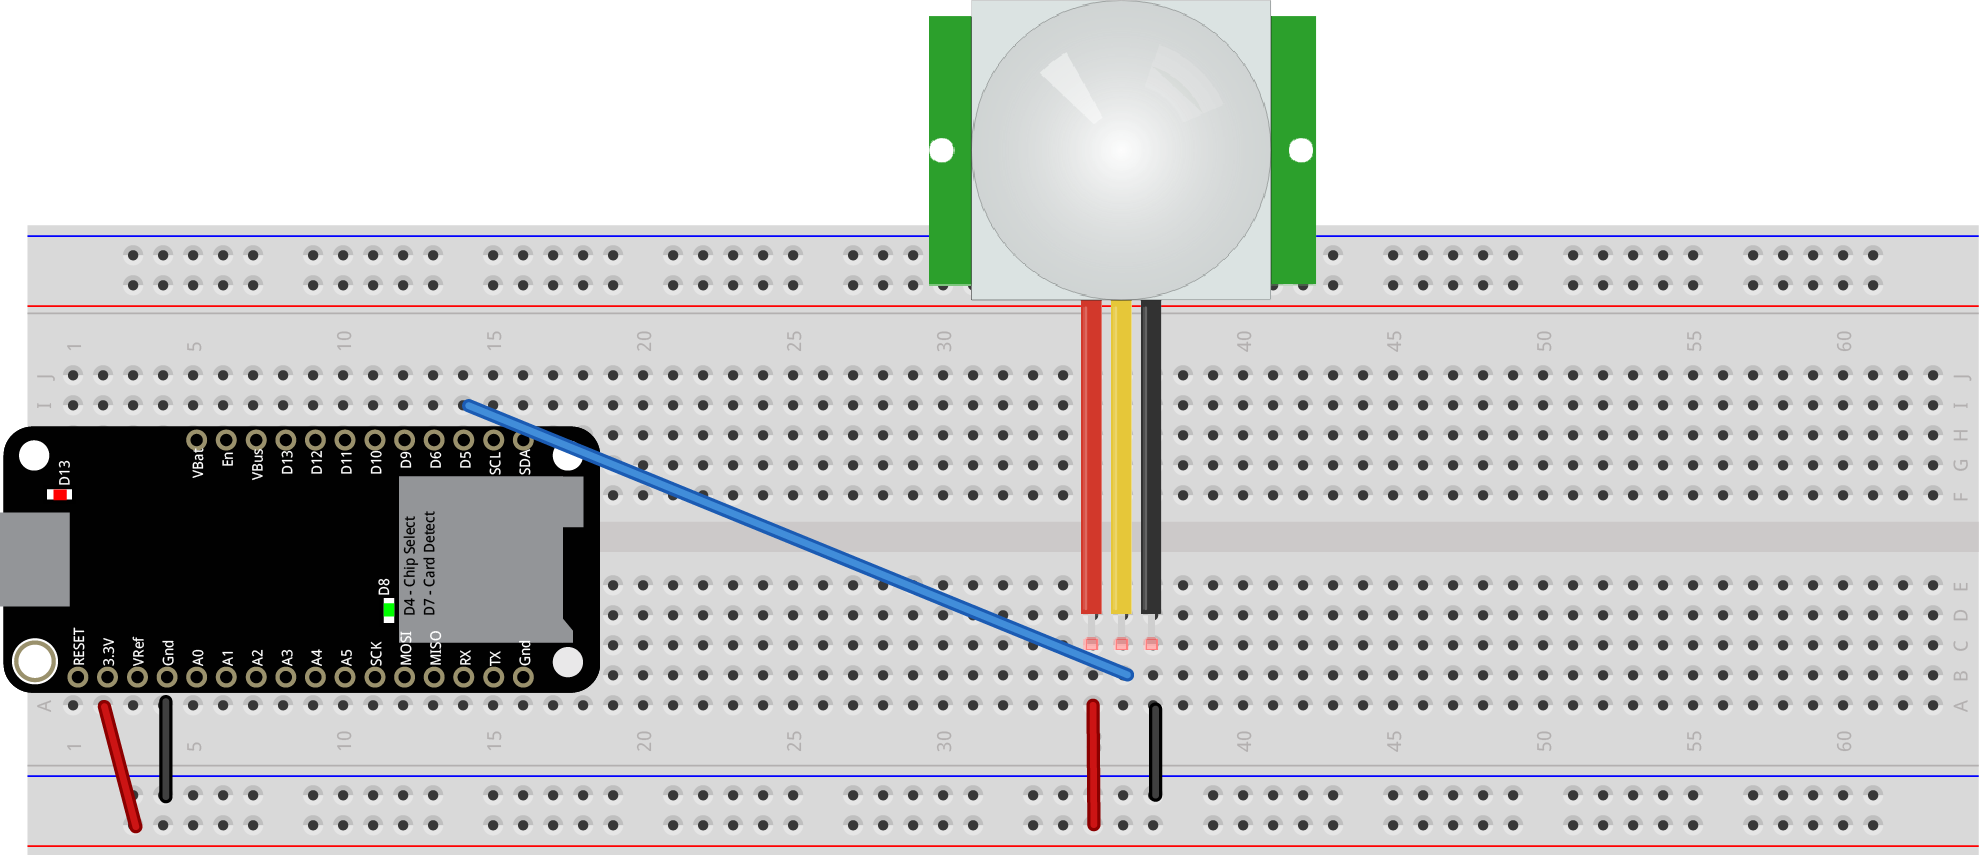 1 5 10 15 20 25 30 40 45 50 55 60
J J
I I
H
G
F
VBat En VBus D13 D12 D11 D10 D9 D6 D5 SCL SDA
D13
D4 - Chip Select
D7 - Card Detect
D8
E
D
C
B
RESET 3.3V VRef Gnd A0 A1 A2 A3 A4 A5 SCK MOSI MISO RX TX Gnd
A A
1 5 10 15 20 25 30 40 45 50 55 60